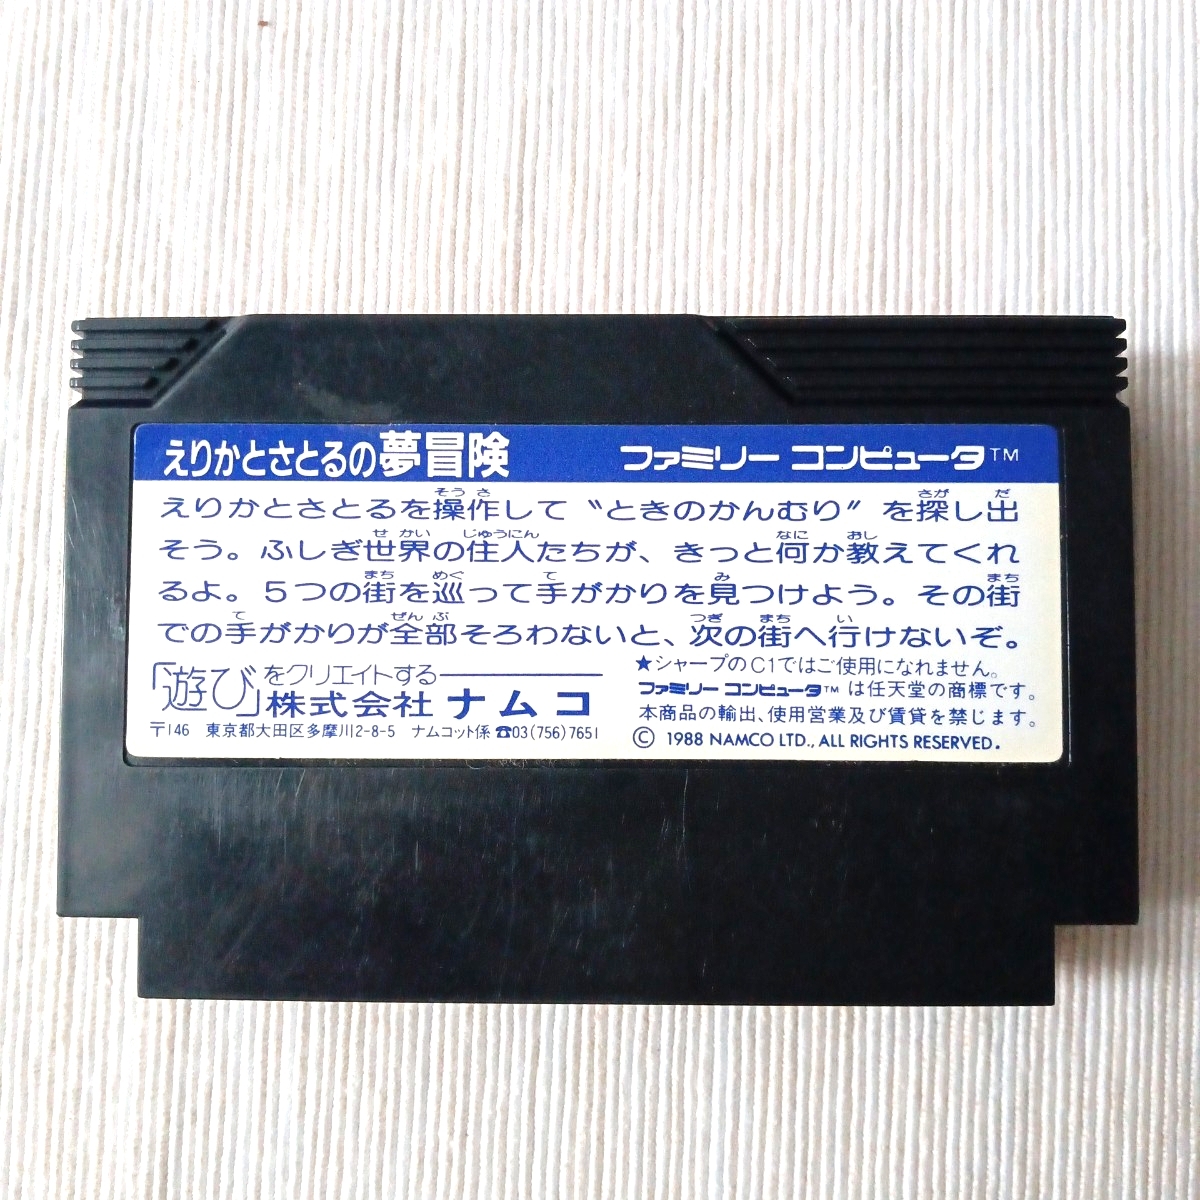 えりかとさとるの夢冒険 ファミリー コンピュータ™
えりかとさとるを操作して〝ときのかんむり〟を探し出
そう。ふしぎ世界の住人たちが、きっと何か教えてくれ
るよ。5つの街を巡って手がかりを見つけよう。その街
での手がかりが全部そろわないと、次の街へ行けないぞ。
「遊び」をクリエイトする
株式会社ナムコ
〒146 東京都大田区多摩川2-8-5 ナムコット係 ☎03(756)7651
★シャープのC1ではご使用になれません。
ファミリー コンピュータ™は任天堂の商標です。
本商品の輸出、使用営業及び賃貸を禁じます。
© 1988 NAMCO LTD., ALL RIGHTS RESERVED.